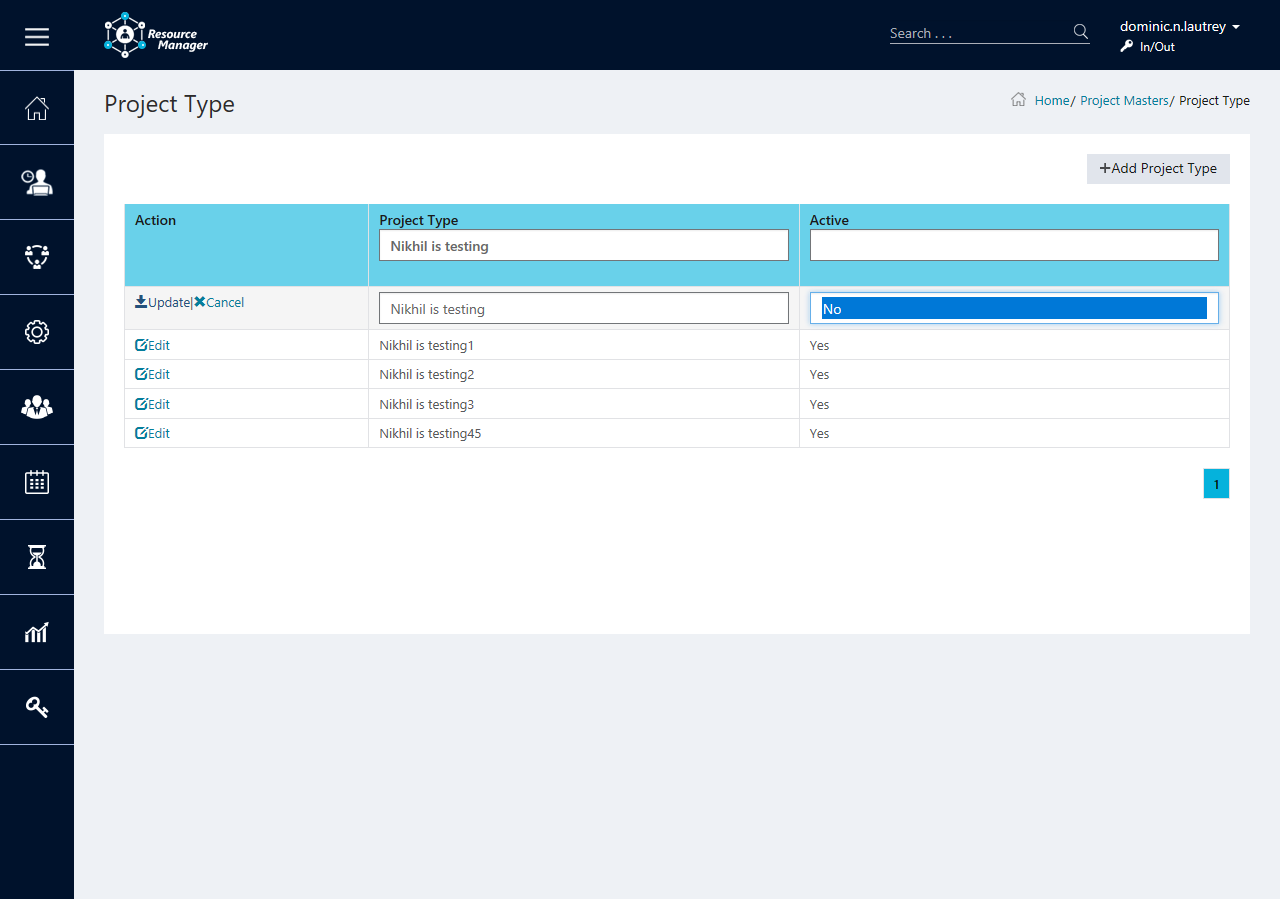 Resource
Manager
Search . . .
dominic.n.lautrey
In/Out
Project Type
Home/ Project Masters/ Project Type
+Add Project Type
Action Project Type Active
Nikhil is testing
Update|Cancel Nikhil is testing No
Edit Nikhil is testing1 Yes
Edit Nikhil is testing2 Yes
Edit Nikhil is testing3 Yes
Edit Nikhil is testing45 Yes
1